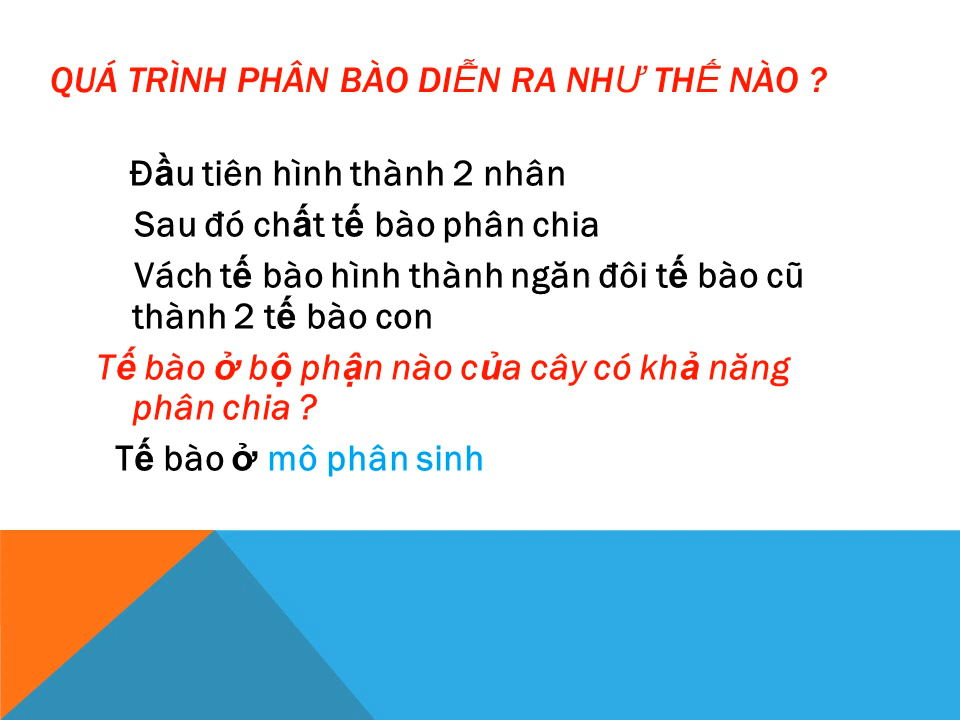 QUÁ TRÌNH PHÂN BÀO DIỄN RA NHƯ THẾ NÀO ?
Đầu tiên hình thành 2 nhân
Sau đó chất tế bào phân chia
Vách tế bào hình thành ngăn đôi tế bào cũ
thành 2 tế bào con
Tế bào ở bộ phận nào của cây có khả năng
phân chia ?
Tế bào ở mô phân sinh